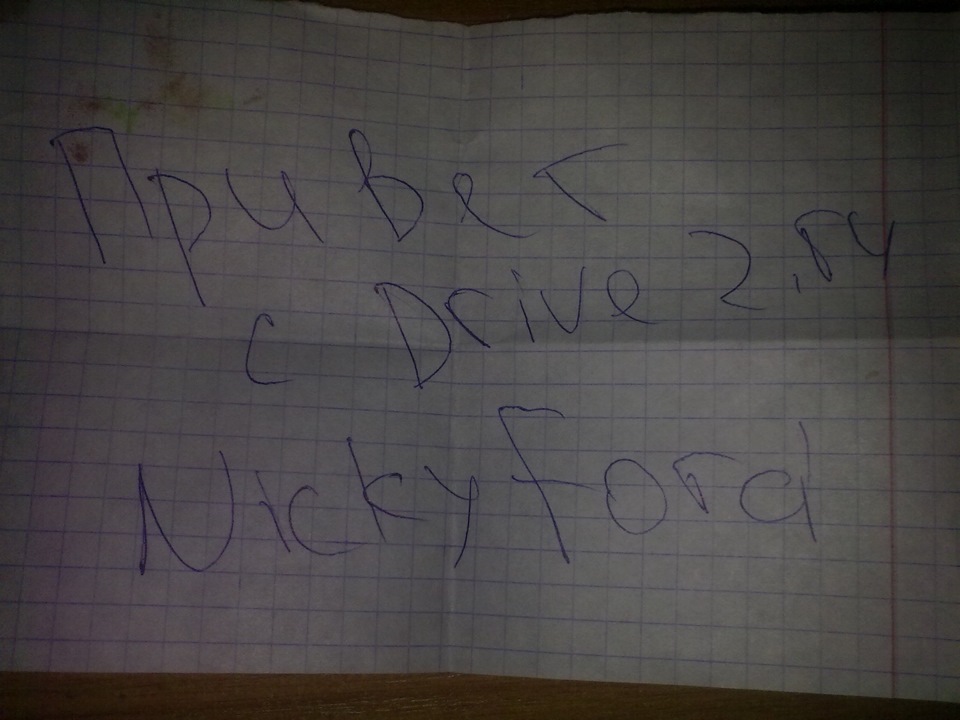 Привет
с Drive2.ru
NickyFord